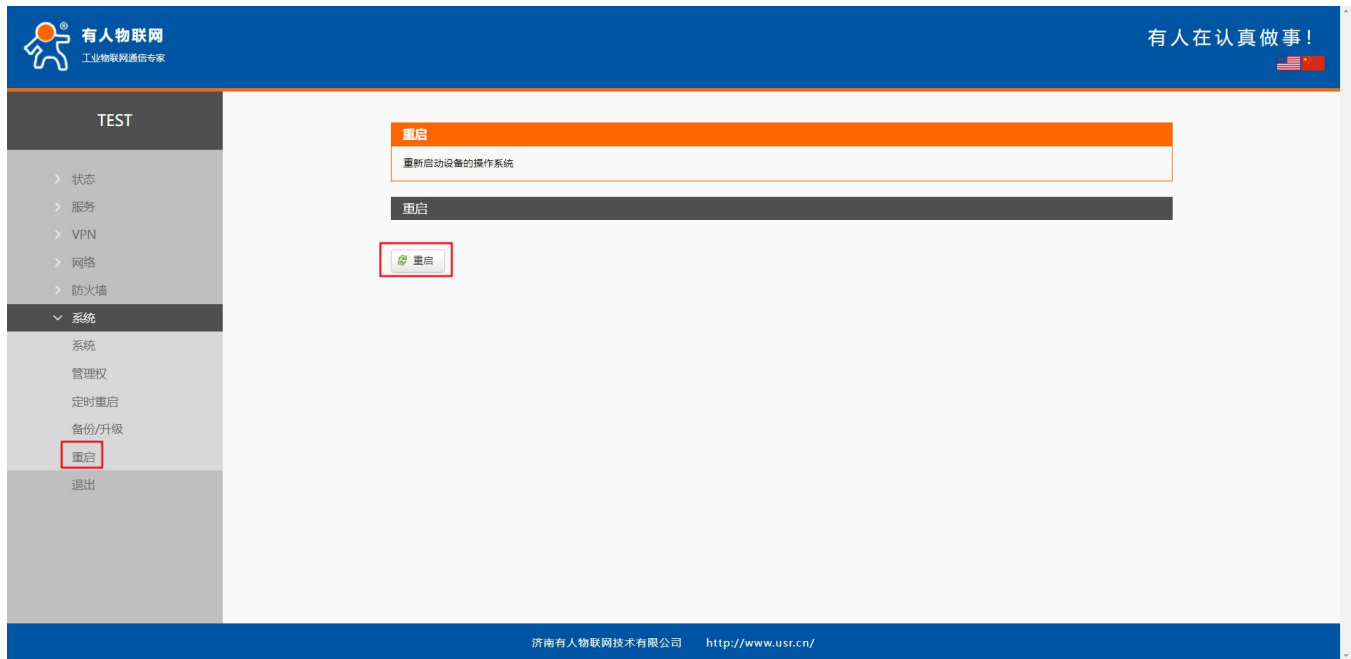 有人物联网
工业物联网通信专家
有人在认真做事！
TEST
状态
服务
VPN
网络
防火墙
系统
系统
管理权
定时重启
备份/升级
重启
退出
重启
重新启动设备的操作系统
重启
重启
济南有人物联网技术有限公司 http://www.usr.cn/